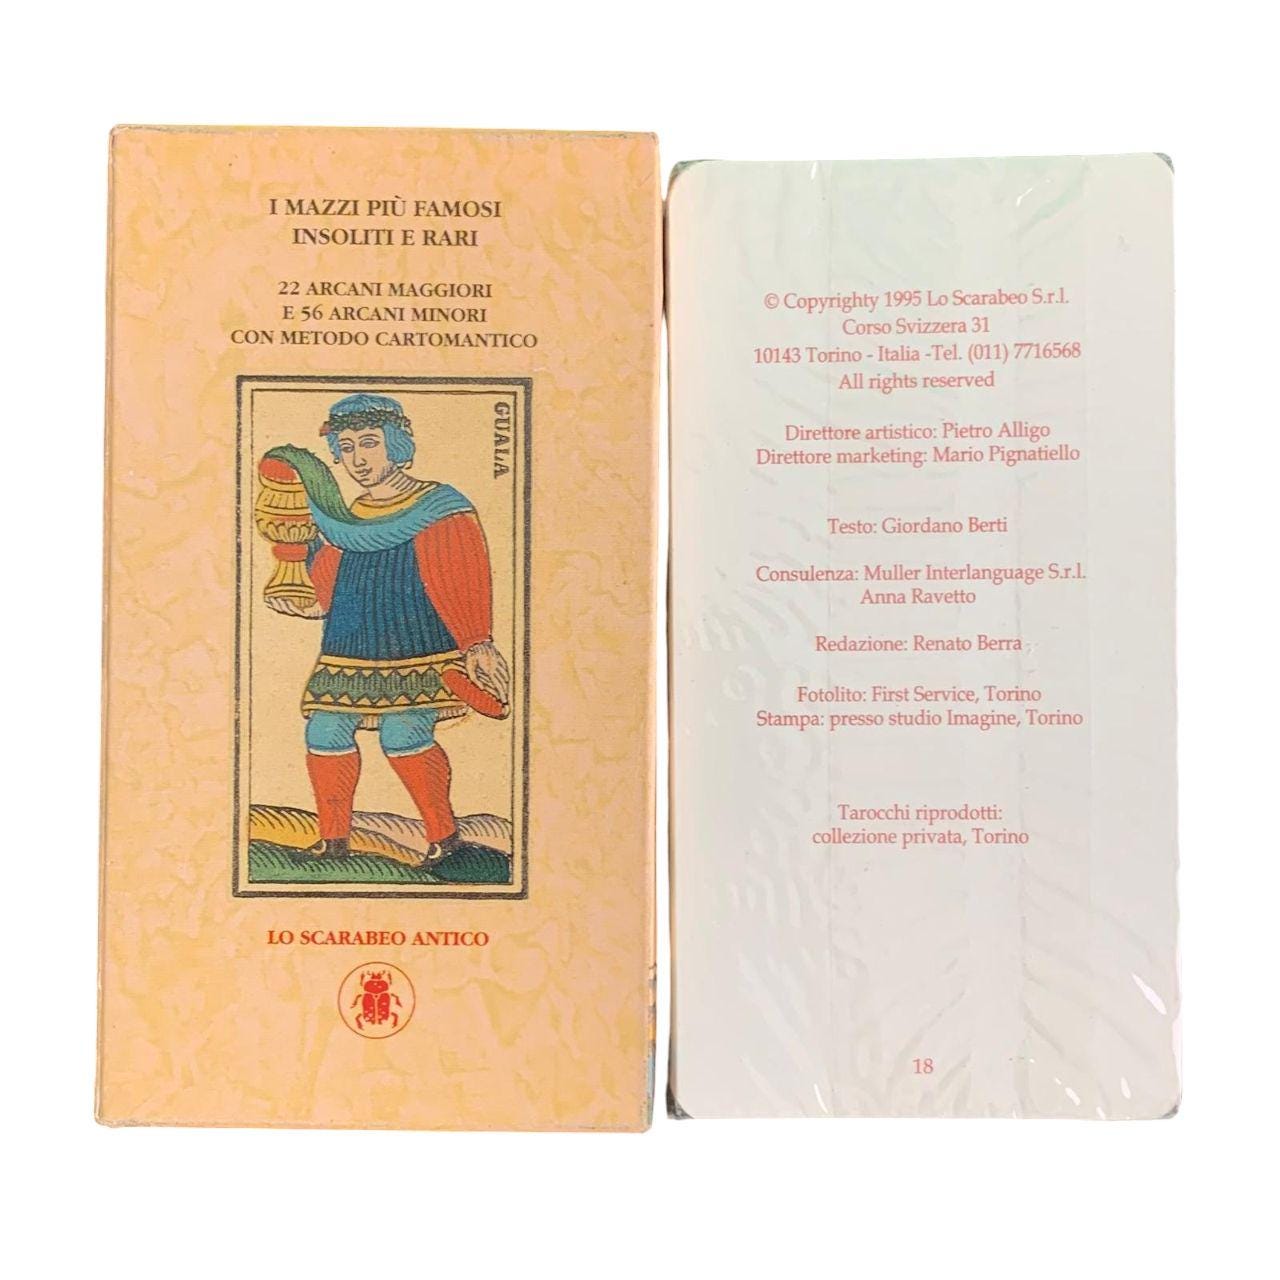 I MAZZI PIÙ FAMOSI
INSOLITI E RARI
22 ARCANI MAGGIORI
E 56 ARCANI MINORI
CON METODO CARTOMANTICO
GUALA
LO SCARABEO ANTICO
© Copyrighty 1995 Lo Scarabeo S.r.l.
Corso Svizzera 31
10143 Torino - Italia -Tel. (011) 7716568
All rights reserved
Direttore artistico: Pietro Alligo
Direttore marketing: Mario Pignatiello
Testo: Giordano Berti
Consulenza: Muller Interlanguage S.r.l.
Anna Ravetto
Redazione: Renato Berra
Fotolito: First Service, Torino
Stampa: presso studio Imagine, Torino
Tarocchi riprodotti:
collezione privata, Torino
18